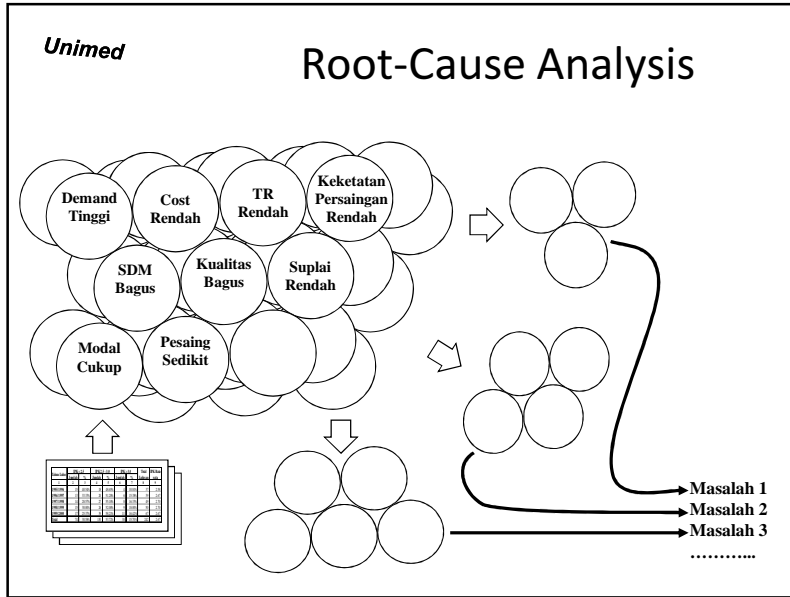 Unimed
Root-Cause Analysis
Demand
Tinggi
Cost
Rendah
TR
Rendah
Keketatan
Persaingan
Rendah
SDM
Bagus
Kualitas
Bagus
Suplai
Rendah
Modal
Cukup
Pesaing
Sedikit
Masalah 1
Masalah 2
Masalah 3
………...